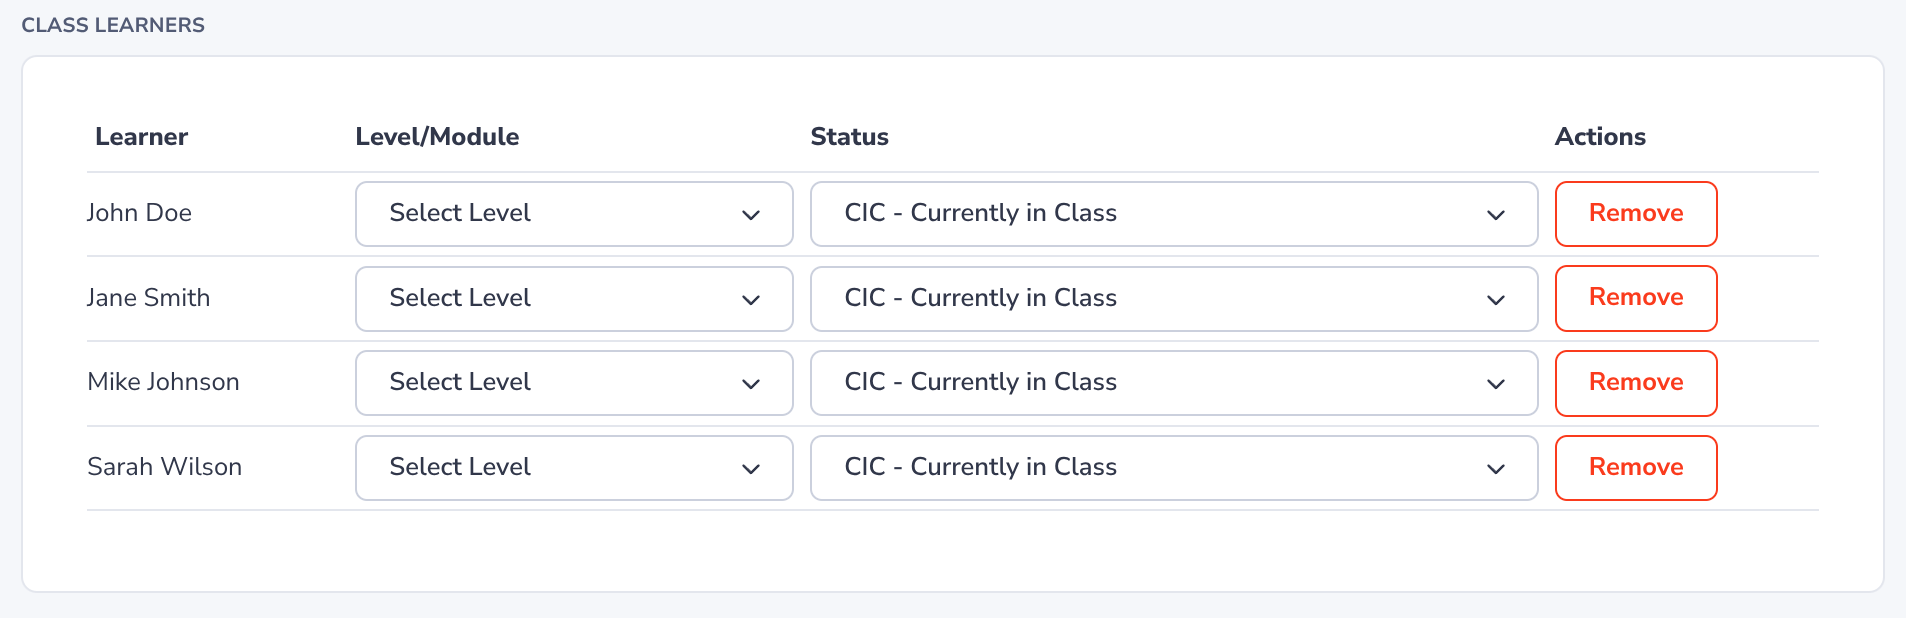 CLASS LEARNERS
Learner Level/Module Status Actions
John Doe Select Level CIC - Currently in Class Remove
Jane Smith Select Level CIC - Currently in Class Remove
Mike Johnson Select Level CIC - Currently in Class Remove
Sarah Wilson Select Level CIC - Currently in Class Remove